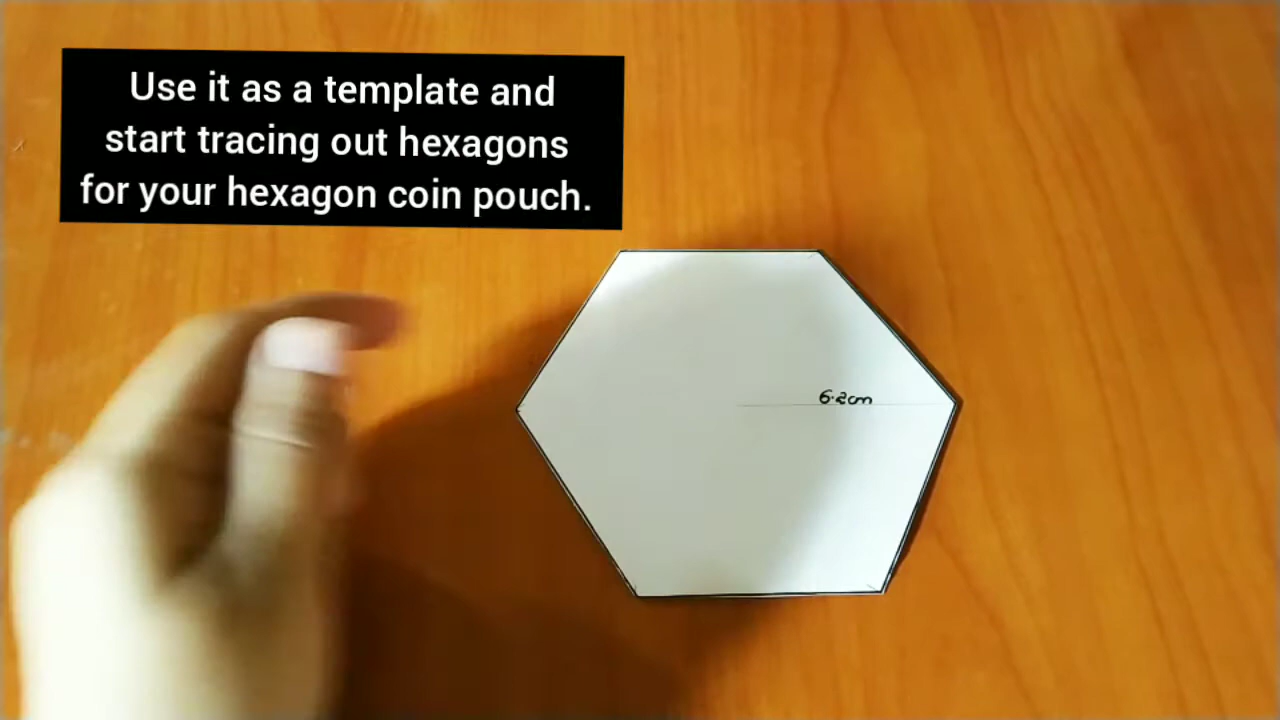 Use it as a template and
start tracing out hexagons
for your hexagon coin pouch.
6.2cm